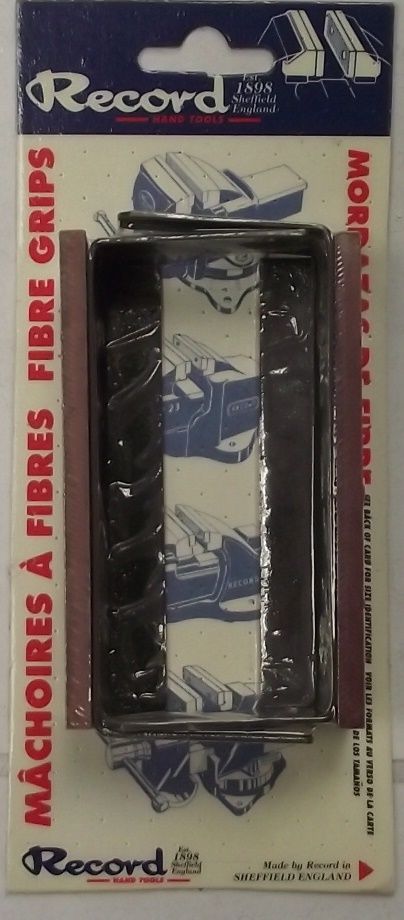 Record
HAND TOOLS
Est.
1898
Sheffield
England
MÂCHOIRES À FIBRES FIBRE GRIPS
DE
SEE BACK OF CARD FOR SIZE IDENTIFICATION VOIR LES FORMATS AU VERSO DE LA CARTE
DE LOS TAMAÑOS
23
RECORD
Record
HAND TOOLS
Est.
1898
Sheffield
England
Made by Record in
SHEFFIELD ENGLAND